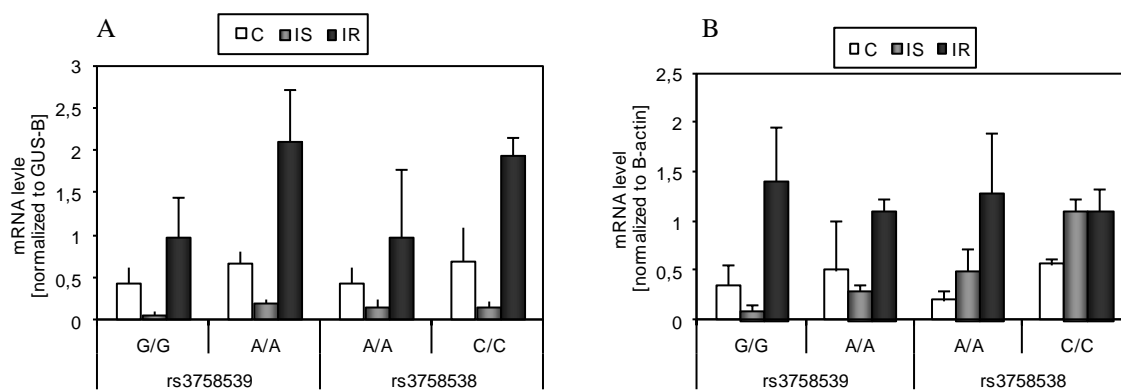 A
C IS IR
3
2,5
2
1,5
1
0,5
0
mRNA levle
[normalized to GUS-B]
G/G A/A A/A C/C
rs3758539 rs3758538
B
C IS IR
2,5
2
1,5
1
0,5
0
mRNA level
[normalized to B-actin]
G/G A/A A/A C/C
rs3758539 rs3758538